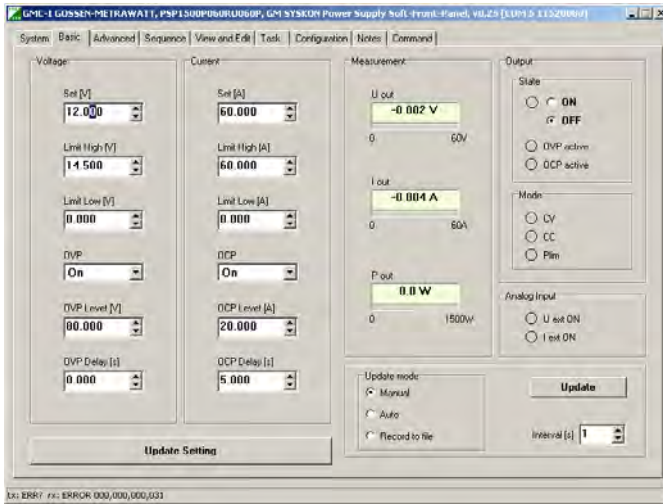 GMC-I GOSSEN-METRAWATT, PSP1500P060RU060P, GM SYSKON Power Supply Soft-Front-Panel, v0.25
System Basic Advanced Sequence View and Edit Task Configuration Notes Command
Voltage
Set [V]
12.000
Limit High [V]
14.500
Limit Low [V]
0.000
OVP
On
OVP Level [V]
80.000
OVP Delay [s]
0.000
Current
Set [A]
60.000
Limit High [A]
60.000
Limit Low [A]
0.000
OCP
On
OCP Level [A]
20.000
OCP Delay [s]
5.000
Update Setting
Measurement
U out
-0.002 V
0 60V
I out
-0.004 A
0 60A
P out
0.0 W
0 1500W
Output
State
ON
OFF
OVP active
OCP active
Mode
CV
CC
Plim
Analog Input
U ext ON
I ext ON
Update mode
Manual
Auto
Record to file
Update
Interval [s] 1
tx: ERR? rx: ERROR 000,000,000,031